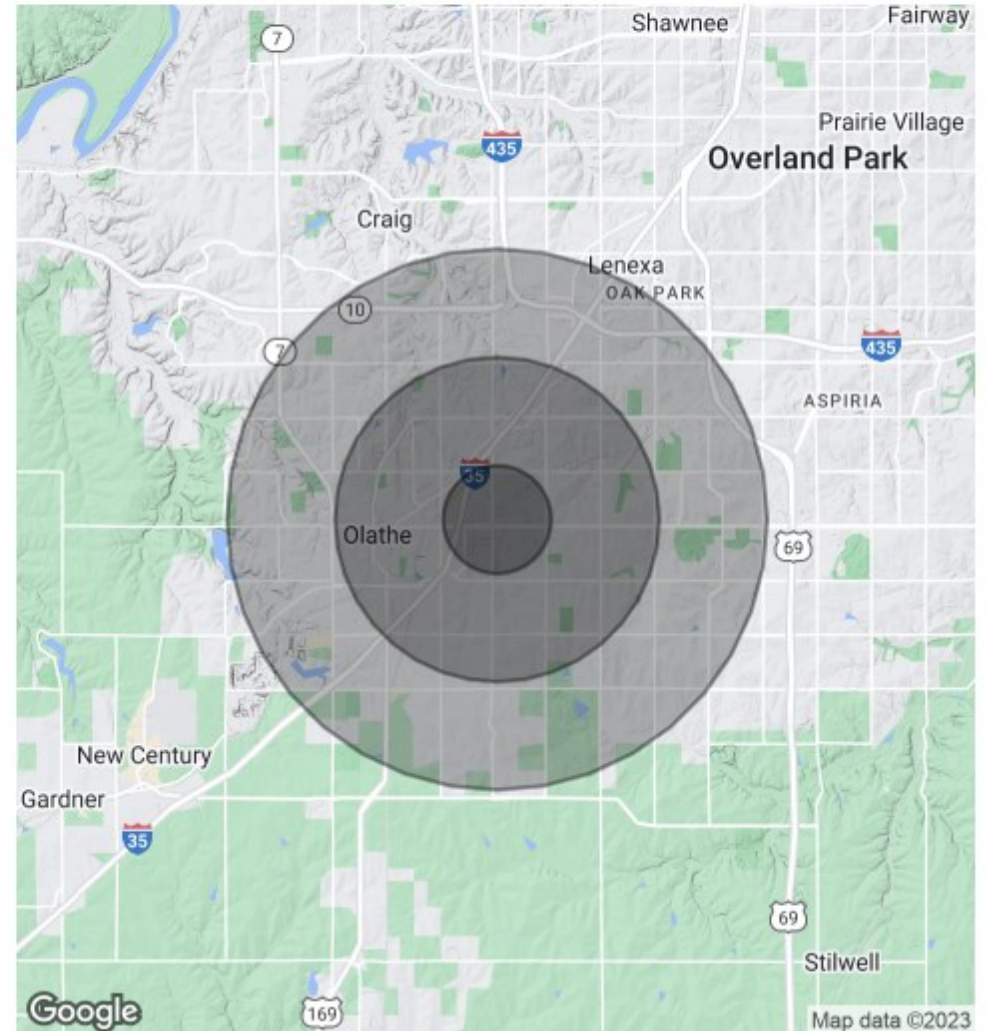 Shawnee
Fairway
7
435
Prairie Village
Overland Park
Craig
Lenexa
OAK PARK
10
7
435
ASPIRIA
35
Olathe
69
New Century
Gardner
35
69
Stilwell
Google
169
Map data ©2023